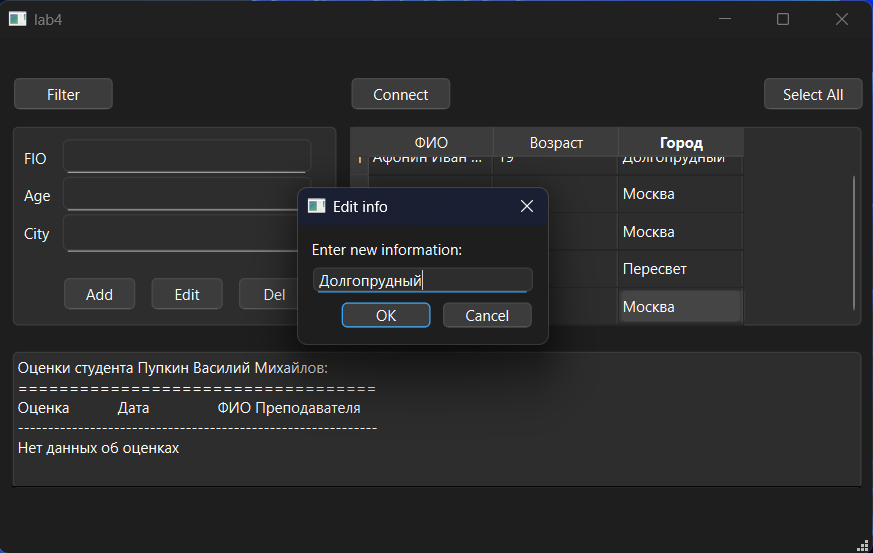 lab4
Filter
Connect
Select All
FIO
Age
City
Add
Edit
Del
ФИО
Возраст
Город
1
Афонин Иван ...
19
Долгопрудный
Москва
Москва
Пересвет
Москва
Edit info
Enter new information:
Долгопрудный
OK
Cancel
Оценки студента Пупкин Василий Михайлов:
===================================
Оценка Дата ФИО Преподавателя
------------------------------------------------------------
Нет данных об оценках